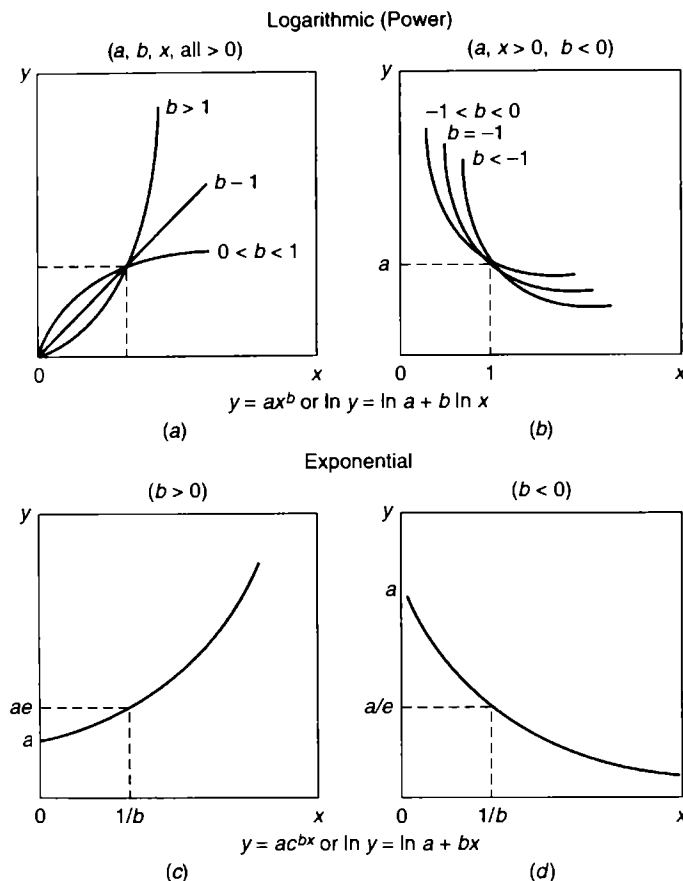 Logarithmic (Power)
(a, b, x, all > 0)
(a, x > 0, b < 0)
y
b > 1
b – 1
0 < b < 1
0
x
y
–1 < b < 0
b = –1
b < –1
a
0
1
x
y = ax^b or ln y = ln a + b ln x
(a)
(b)
Exponential
(b > 0)
(b < 0)
y
ae
a
0
1/b
x
y
a
a/e
0
1/b
x
y = ac^bx or ln y = ln a + bx
(c)
(d)